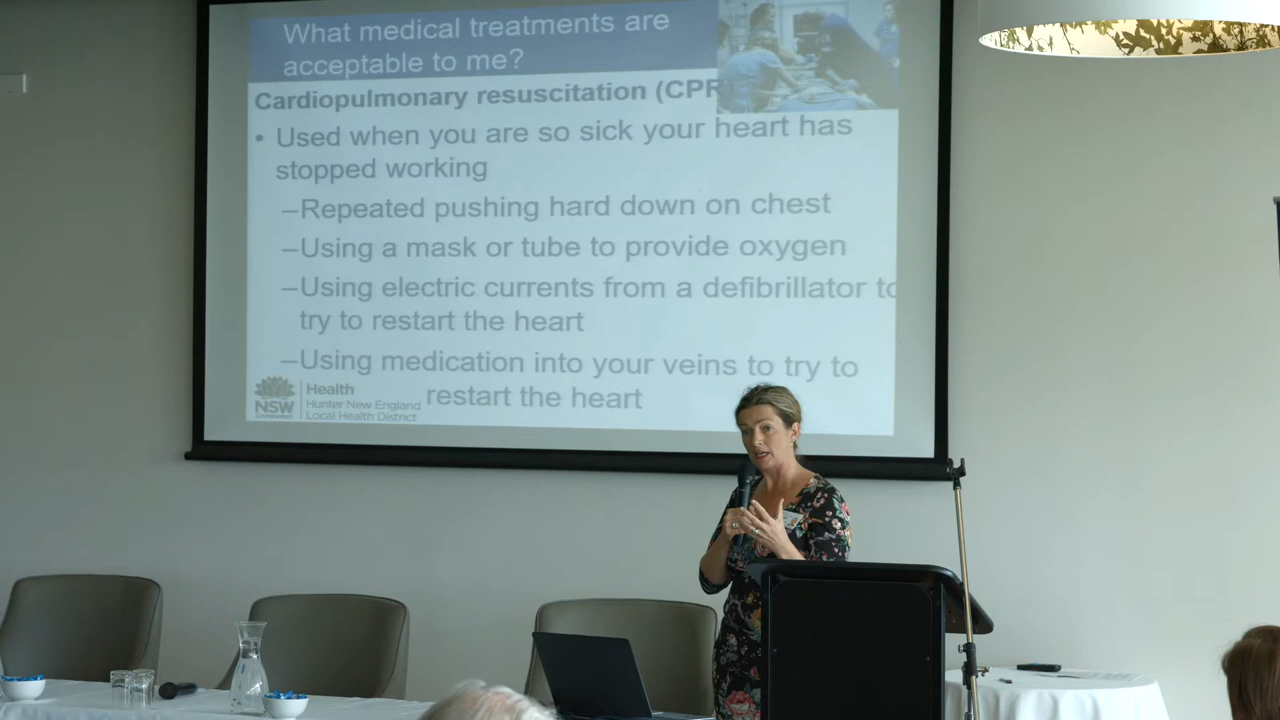 What medical treatments are
acceptable to me?
Cardiopulmonary resuscitation (CPR
• Used when you are so sick your heart has
stopped working
–Repeated pushing hard down on chest
–Using a mask or tube to provide oxygen
–Using electric currents from a defibrillator to
try to restart the heart
–Using medication into your veins to try to
restart the heart
NSW
GOVERNMENT
Health
Hunter New England
Local Health District